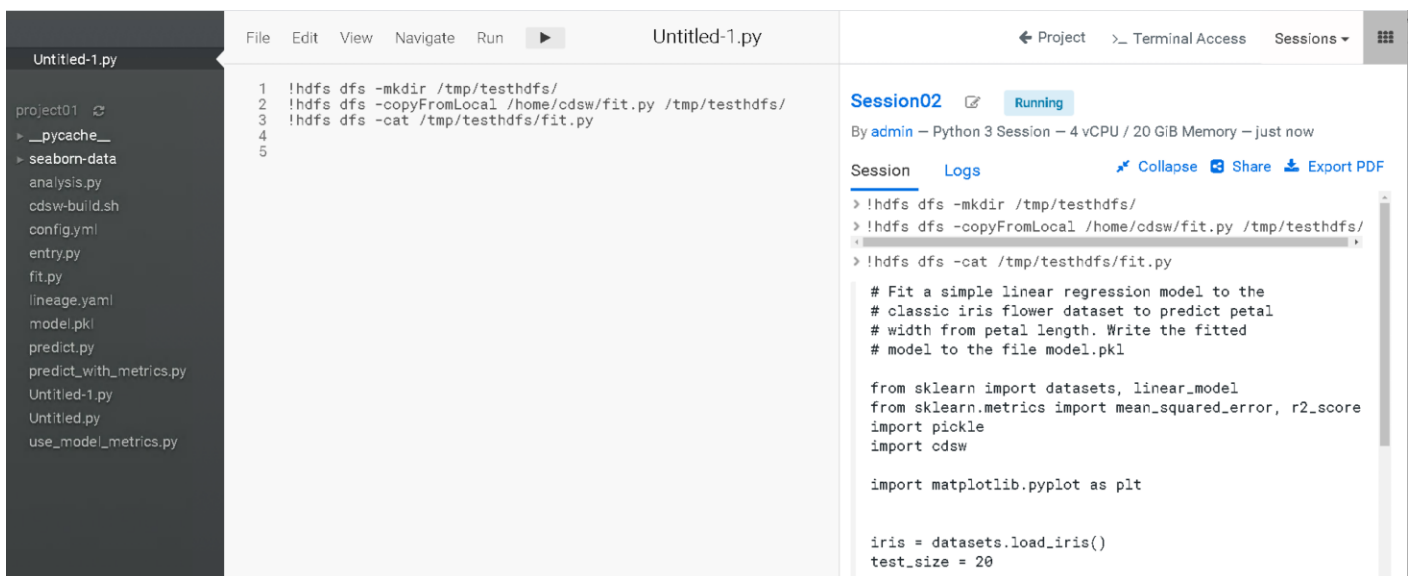 Untitled-1.py
project01
__pycache__
seaborn-data
analysis.py
cdsw-build.sh
config.yml
entry.py
fit.py
lineage.yaml
model.pkl
predict.py
predict_with_metrics.py
Untitled-1.py
Untitled.py
use_model_metrics.py
File Edit View Navigate Run Untitled-1.py
1 !hdfs dfs -mkdir /tmp/testhdfs/
2 !hdfs dfs -copyFromLocal /home/cdsw/fit.py /tmp/testhdfs/
3 !hdfs dfs -cat /tmp/testhdfs/fit.py
4
5
Project >_ Terminal Access Sessions
Session02 Running
By admin — Python 3 Session — 4 vCPU / 20 GiB Memory — just now
Session Logs Collapse Share Export PDF
> !hdfs dfs -mkdir /tmp/testhdfs/
> !hdfs dfs -copyFromLocal /home/cdsw/fit.py /tmp/testhdfs/
> !hdfs dfs -cat /tmp/testhdfs/fit.py
# Fit a simple linear regression model to the
# classic iris flower dataset to predict petal
# width from petal length. Write the fitted
# model to the file model.pkl
from sklearn import datasets, linear_model
from sklearn.metrics import mean_squared_error, r2_score
import pickle
import cdsw
import matplotlib.pyplot as plt
iris = datasets.load_iris()
test_size = 20